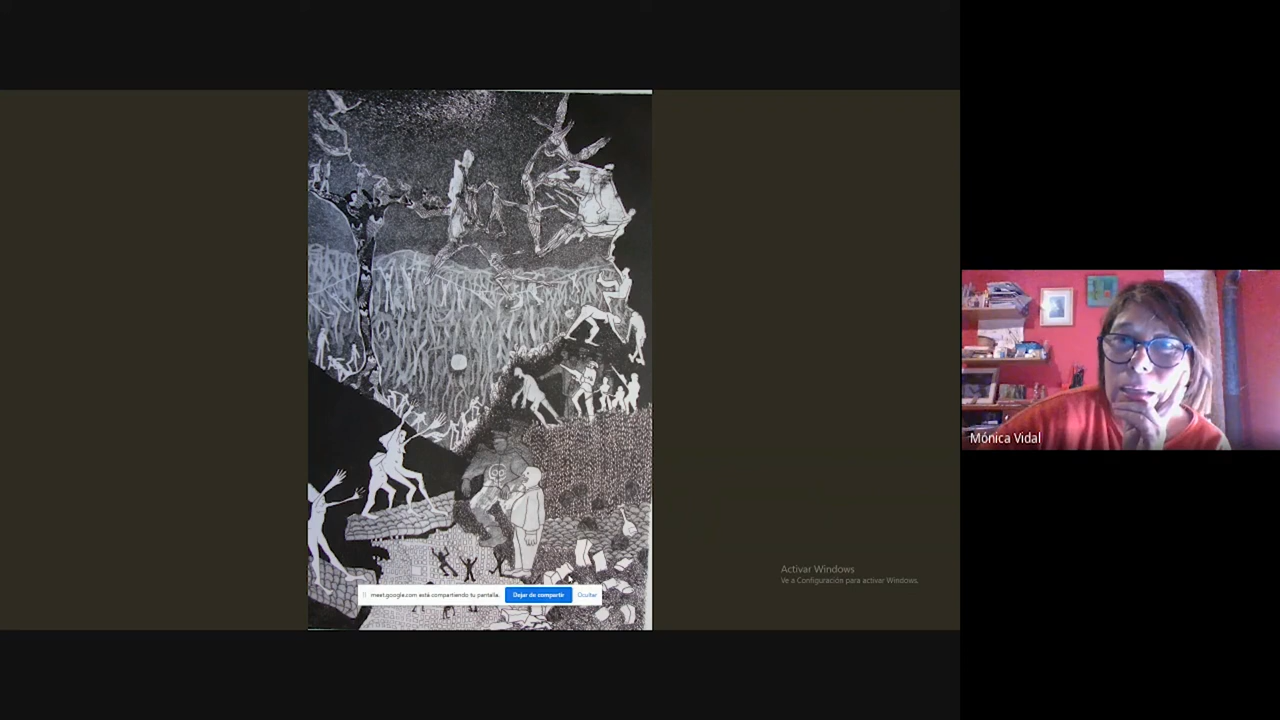 Mónica Vidal
Activar Windows
Ve a Configuración para activar Windows.
meet.google.com está compartiendo tu pantalla.
Dejar de compartir
Ocultar